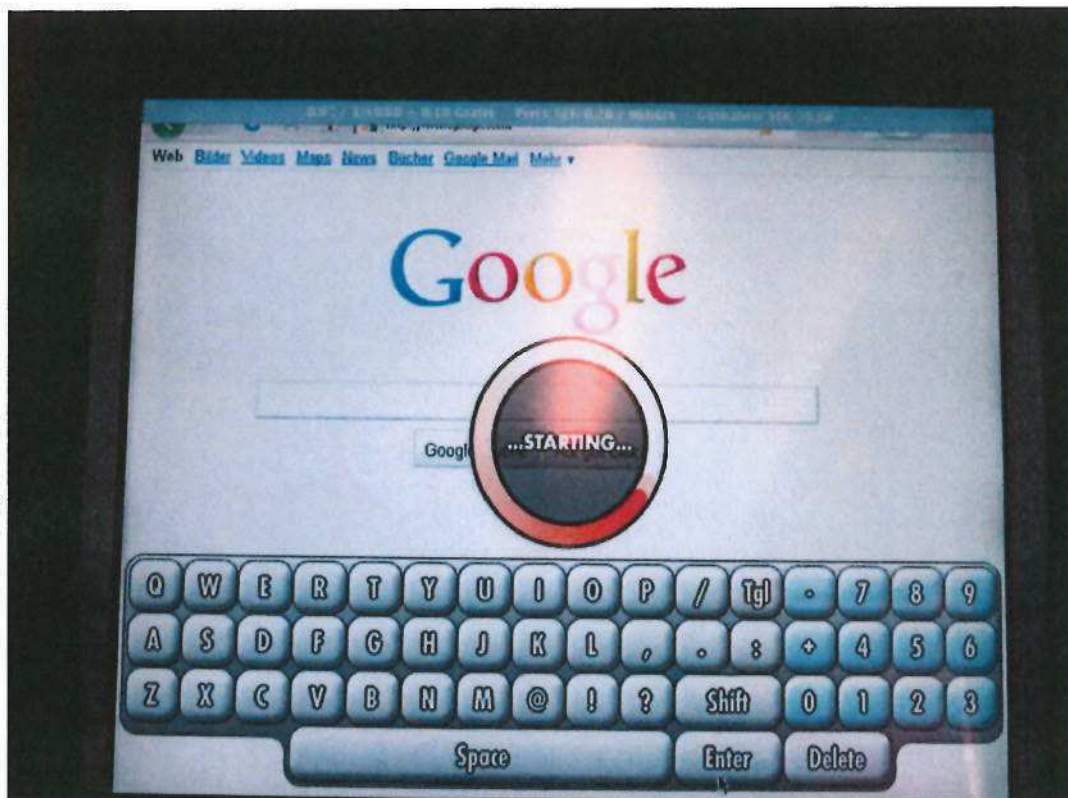 Web Bilder Videos Maps News Bücher Google Mail Mehr ▾
Google
Googl
...STARTING...
Q W E R T Y U I O P / Tgl - 7 8 9
A S D F G H J K L , . : + 4 5 6
Z X C V B N M @ ! ? Shift 0 1 2 3
Space Enter Delete